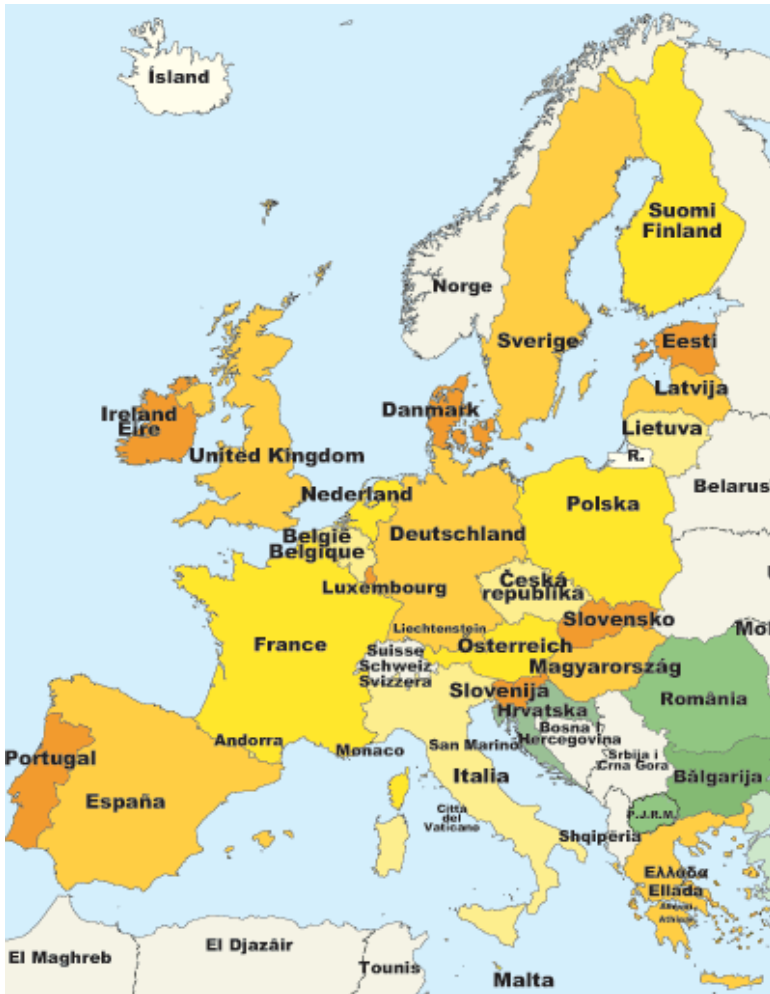 Ísland
Suomi
Finland
Norge
Sverige
Eesti
Latvija
Danmark
Lietuva
Ireland
Eire
R.
United Kingdom
Belarus
Nederland
Polska
België
Belgique
Deutschland
Česká
republika
Luxembourg
Slovensko
Liechtenstein
Österreich
France
Suisse
Schweiz
Svizzera
Magyarország
Slovenija
România
Hrvatska
Bosna i
Hercegovina
Andorra
Monaco
San Marino
Srbija i
Crna Gora
Portugal
Italia
Bălgarija
España
Città
del
Vaticano
P.J.R.M.
Shqipëria
Ελλάδα
Ellada
El Maghreb
El Djazâir
Tounis
Malta